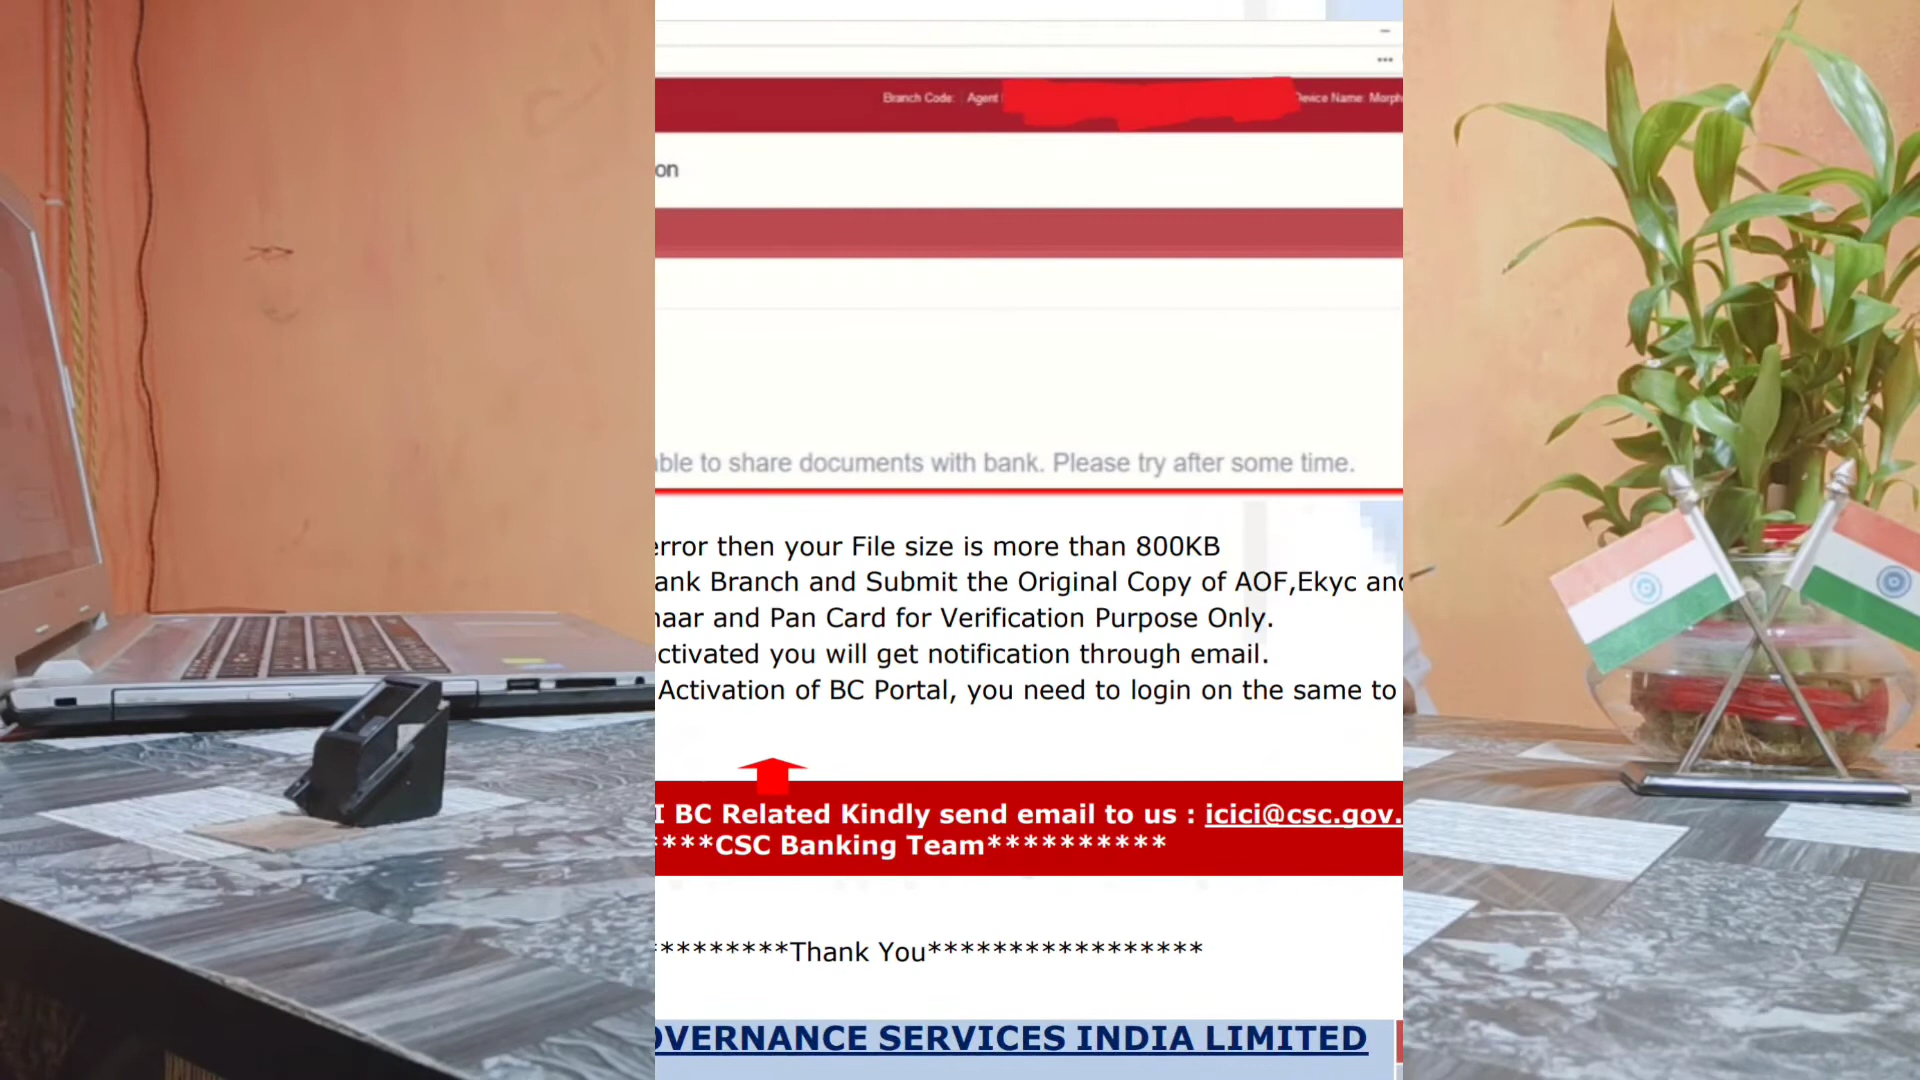 Branch Code: Agent
Device Name: Morph
on
able to share documents with bank. Please try after some time.
error then your File size is more than 800KB
ank Branch and Submit the Original Copy of AOF,Ekyc and
haar and Pan Card for Verification Purpose Only.
ctivated you will get notification through email.
Activation of BC Portal, you need to login on the same to
I BC Related Kindly send email to us : icici@csc.gov.
****CSC Banking Team**********
*********Thank You*****************
OVERNANCE SERVICES INDIA LIMITED